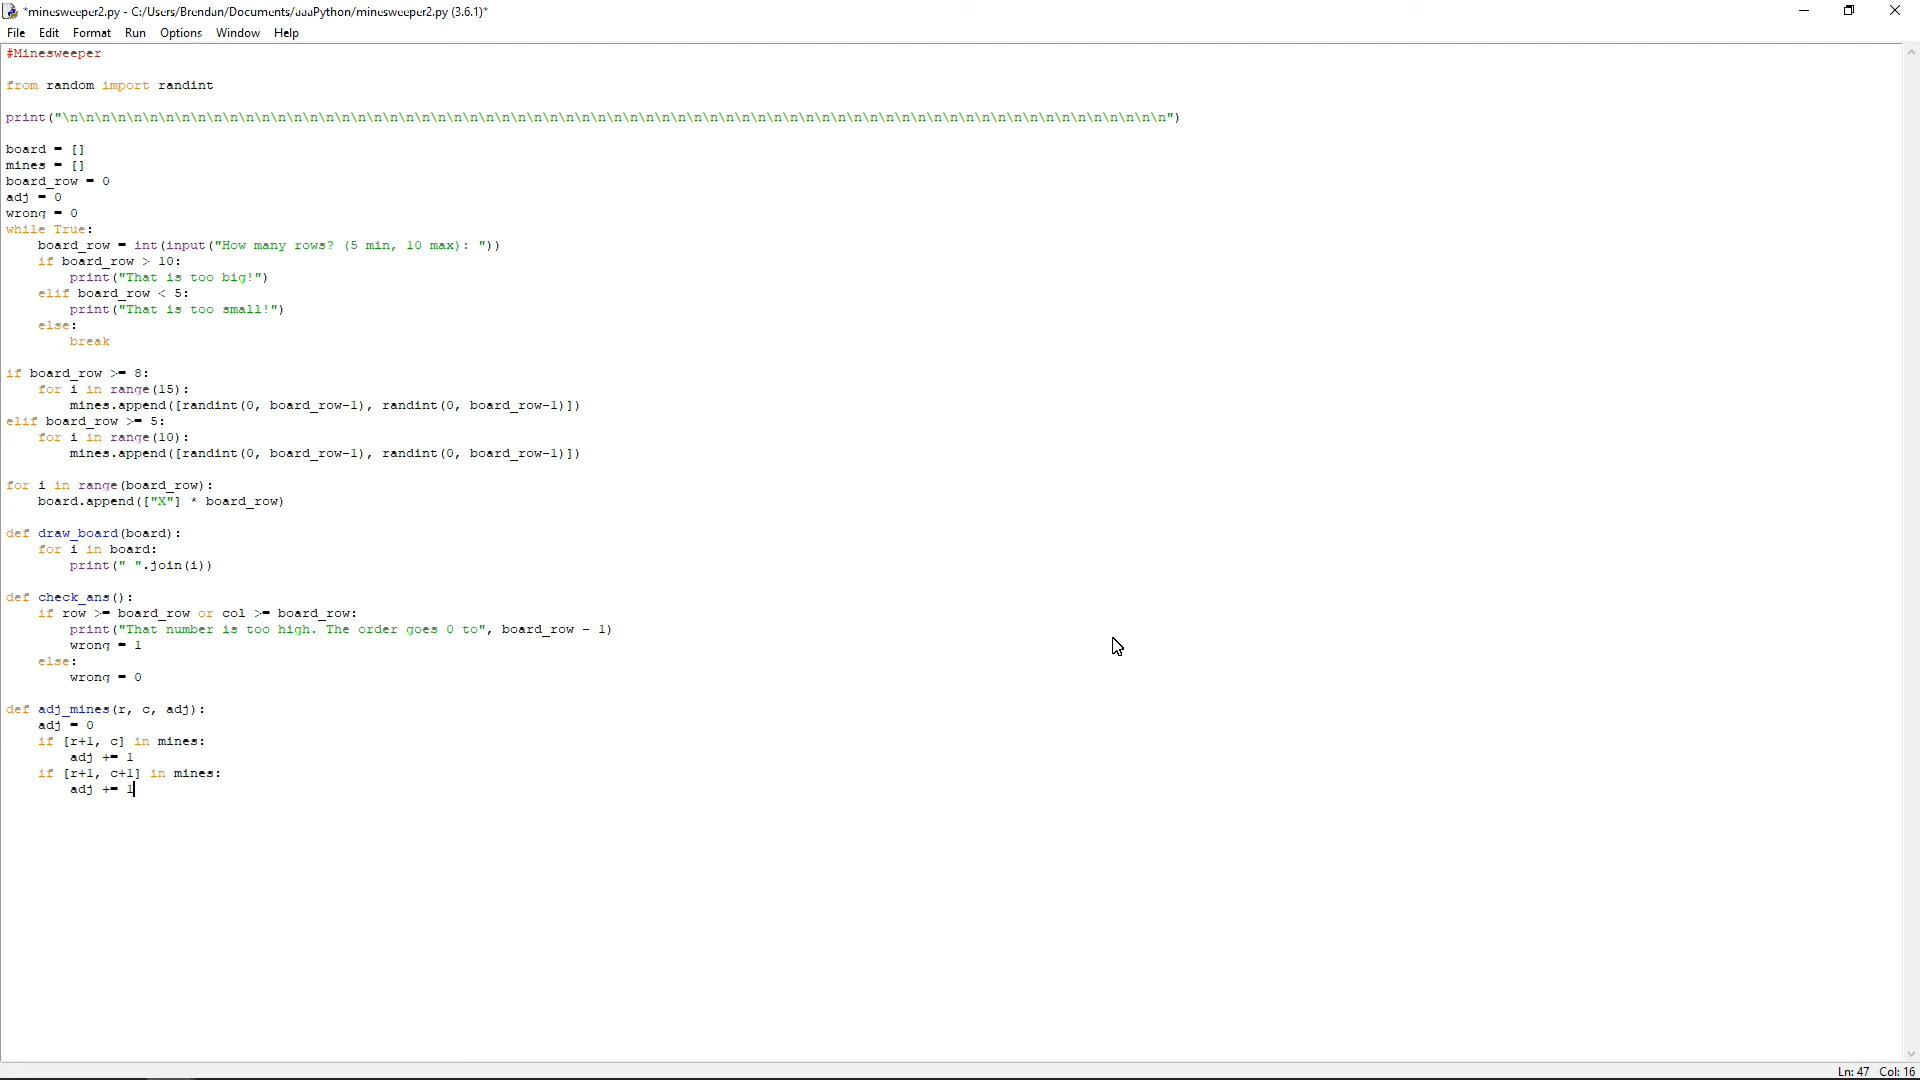 *minesweeper2.py - C:/Users/Brendan/Documents/aaaPython/minesweeper2.py (3.6.1)*
File Edit Format Run Options Window Help
#Minesweeper
from random import randint
print("\n\n\n\n\n\n\n\n\n\n\n\n\n\n\n\n\n\n\n\n\n\n\n\n\n\n\n\n\n\n\n\n\n\n\n\n\n\n\n\n\n\n\n\n\n\n\n\n\n\n\n\n\n\n\n\n\n\n\n\n\n\n\n\n\n\n\n\n\n")
board = []
mines = []
board_row = 0
adj = 0
wrong = 0
while True:
    board_row = int(input("How many rows? (5 min, 10 max): "))
    if board_row > 10:
        print("That is too big!")
    elif board_row < 5:
        print("That is too small!")
    else:
        break
if board_row >= 8:
    for i in range(15):
        mines.append([randint(0, board_row-1), randint(0, board_row-1)])
elif board_row >= 5:
    for i in range(10):
        mines.append([randint(0, board_row-1), randint(0, board_row-1)])
for i in range(board_row):
    board.append(["X"] * board_row)
def draw_board(board):
    for i in board:
        print(" ".join(i))
def check_ans():
    if row >= board_row or col >= board_row:
        print("That number is too high. The order goes 0 to", board_row - 1)
        wrong = 1
    else:
        wrong = 0
def adj_mines(r, c, adj):
    adj = 0
    if [r+1, c] in mines:
        adj += 1
    if [r+1, c+1] in mines:
        adj += 1
Ln: 47 Col: 16